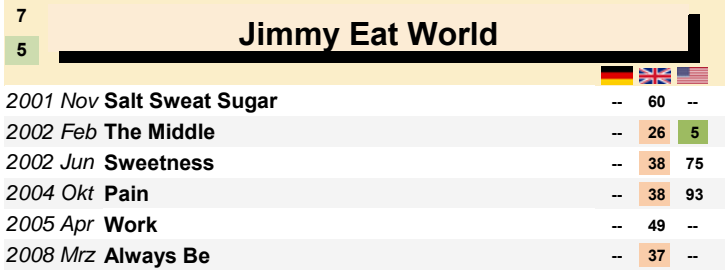 7
Jimmy Eat World
5
2001 Nov Salt Sweat Sugar -- 60 --
2002 Feb The Middle -- 26 5
2002 Jun Sweetness -- 38 75
2004 Okt Pain -- 38 93
2005 Apr Work -- 49 --
2008 Mrz Always Be -- 37 --